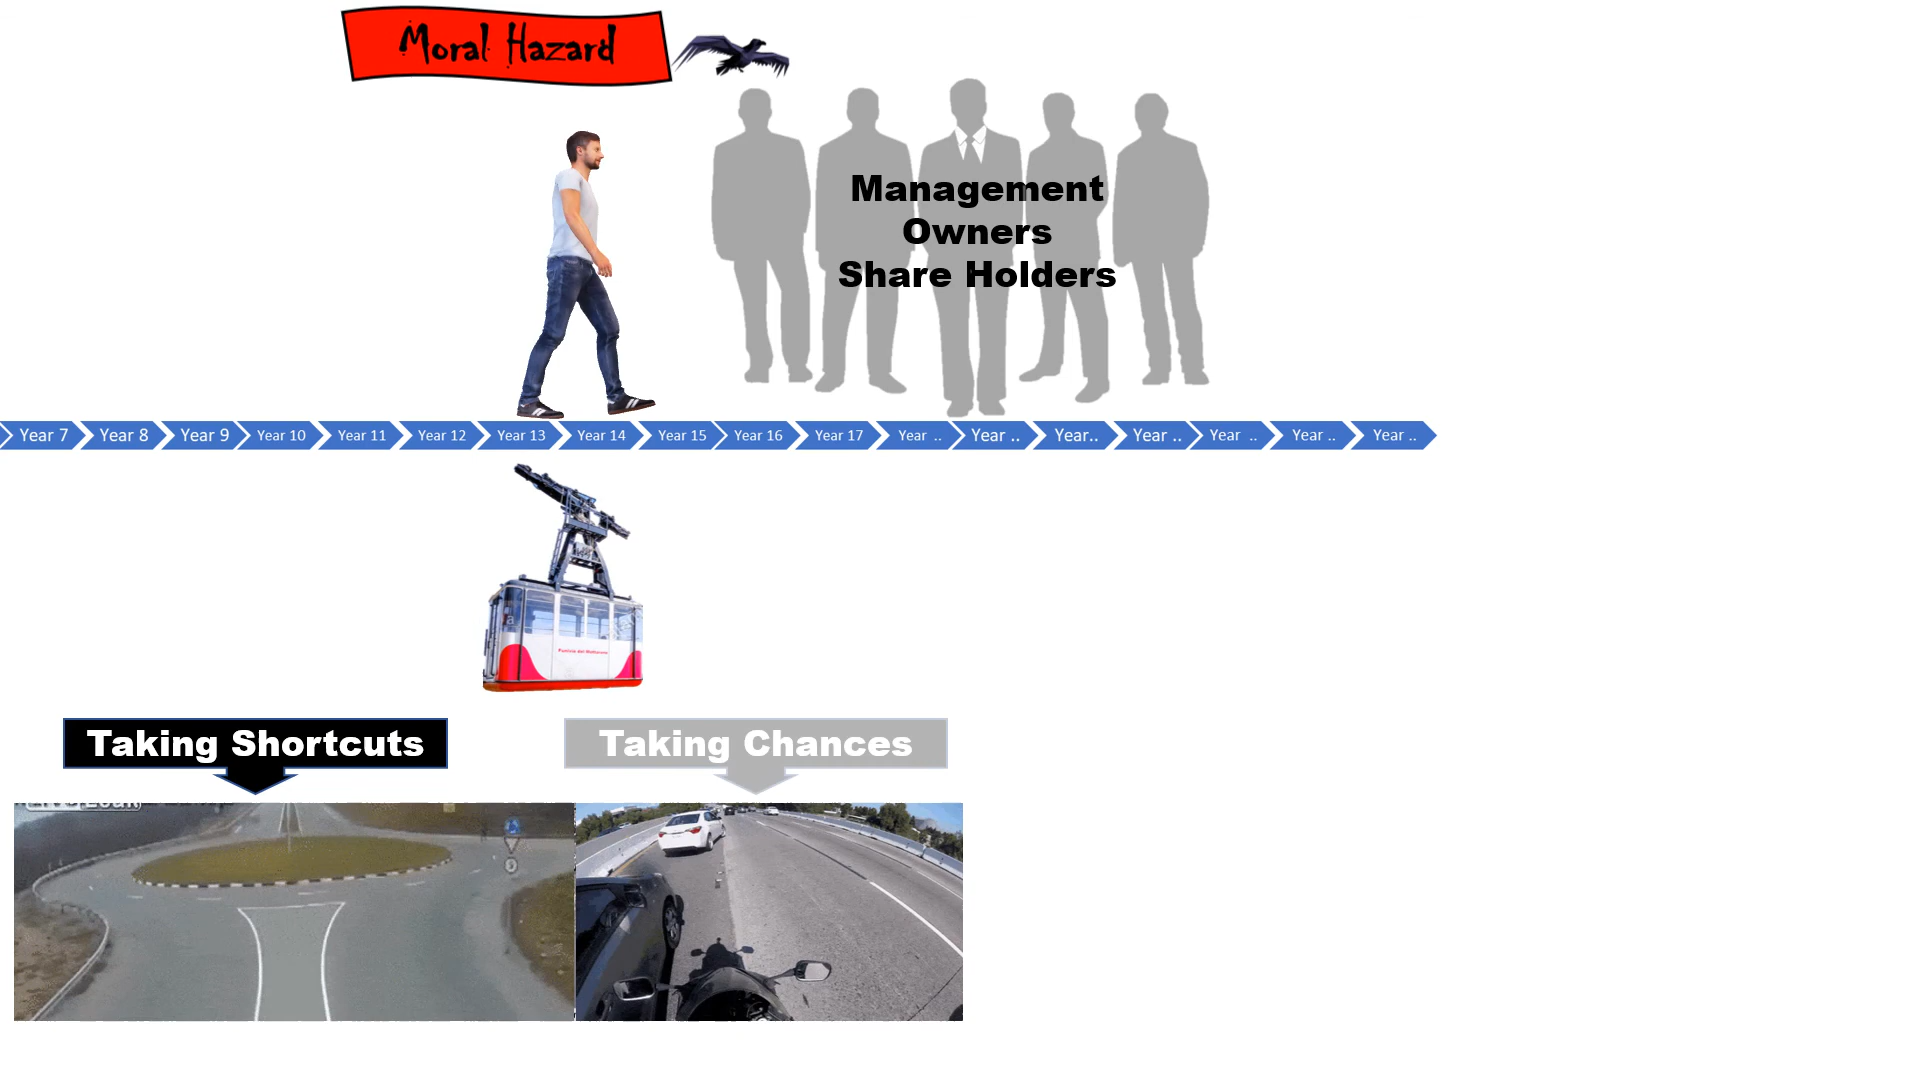 Moral Hazard
Management
Owners
Share Holders
Year 7
Year 8
Year 9
Year 10
Year 11
Year 12
Year 13
Year 14
Year 15
Year 16
Year 17
Year ..
Year ..
Year..
Year ..
Year ..
Year ..
Year ..
Taking Shortcuts
Taking Chances